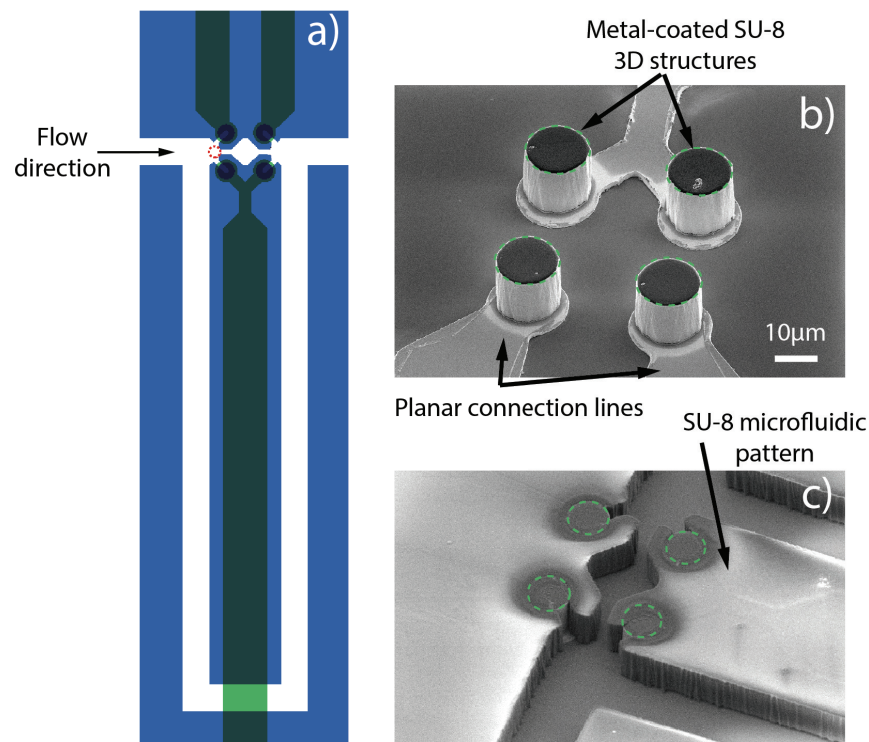 a)
Flow
direction
Metal-coated SU-8
3D structures
b)
10µm
Planar connection lines
SU-8 microfluidic
pattern
c)